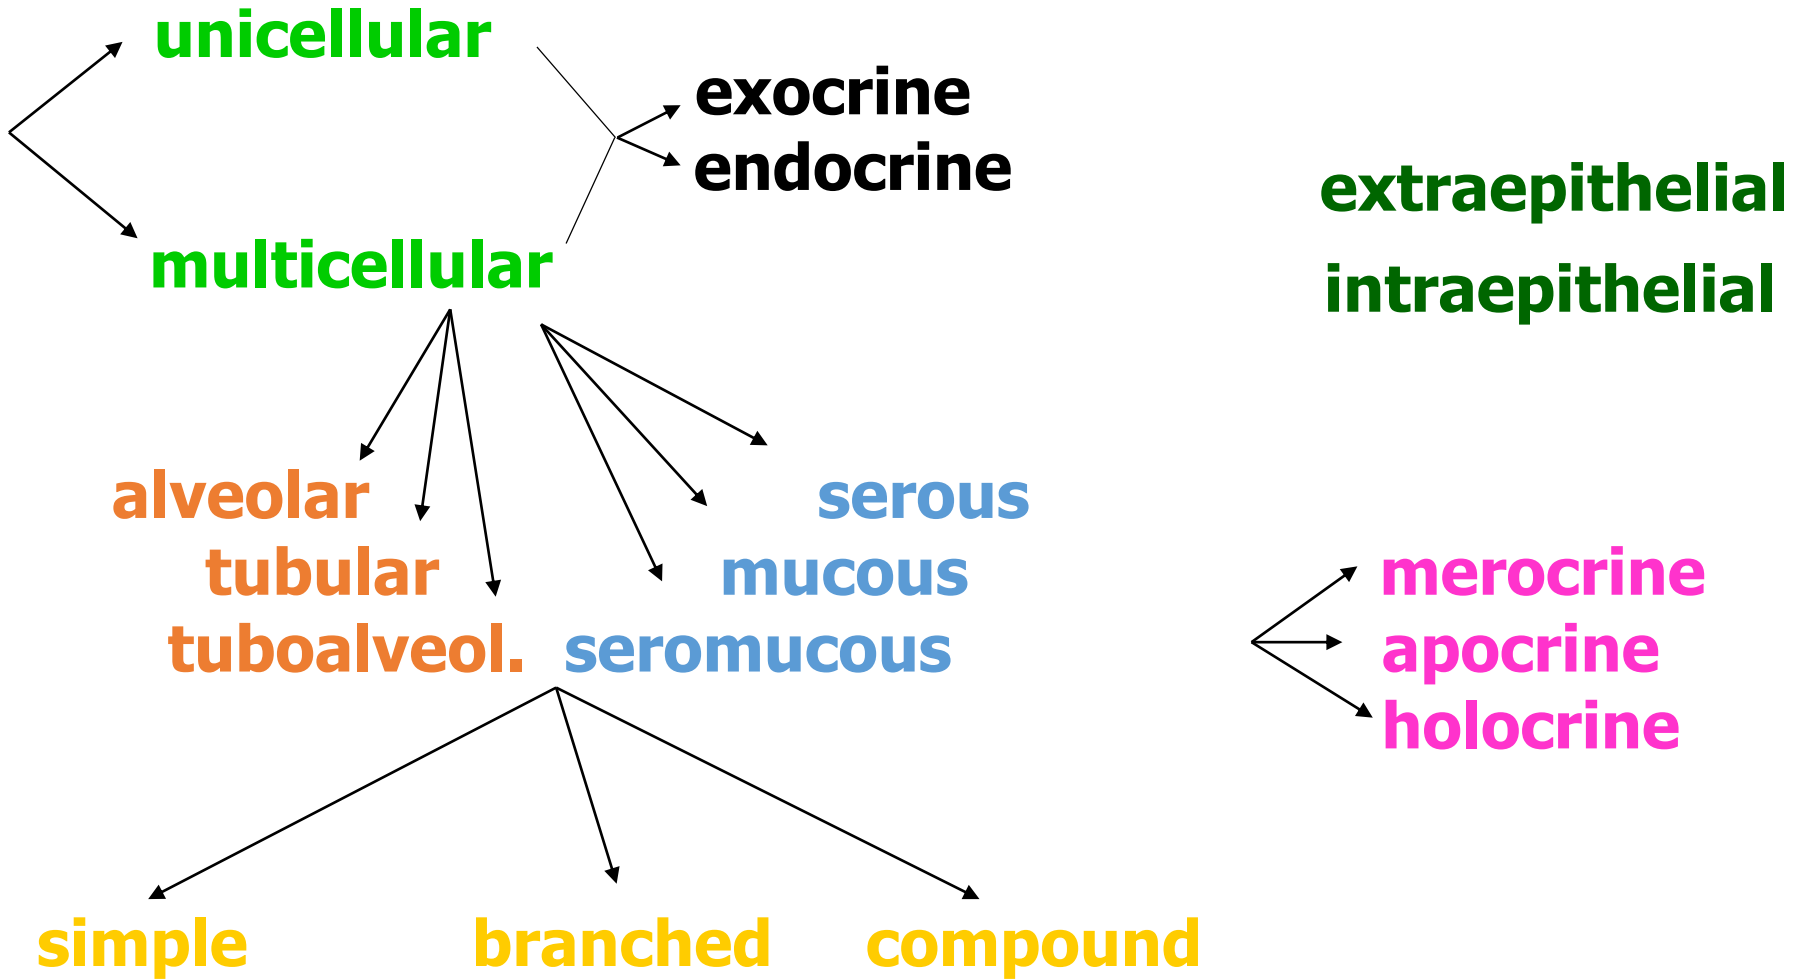 unicellular
exocrine
endocrine
extraepithelial
multicellular
intraepithelial
alveolar
serous
tubular
mucous
merocrine
tuboalveol.
seromucous
apocrine
holocrine
simple
branched
compound